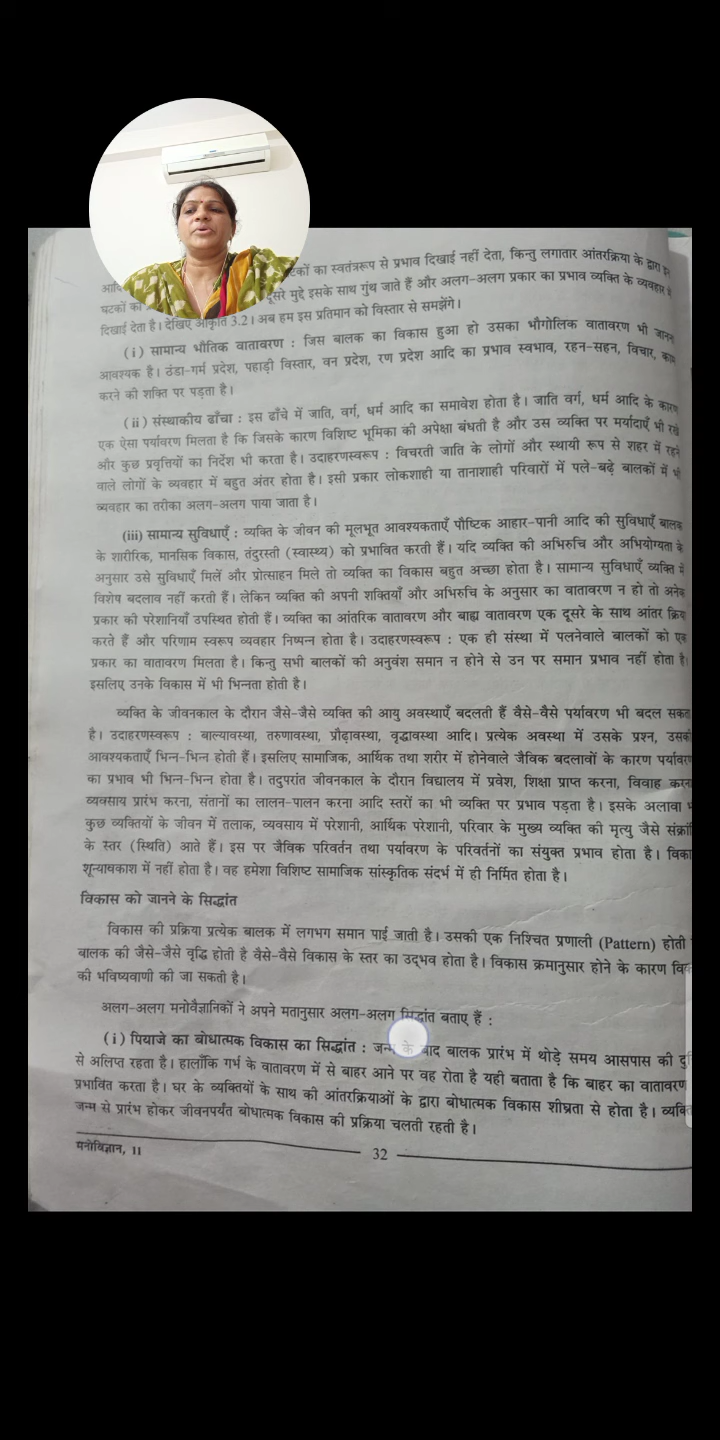 टकों का स्वतंत्ररूप से प्रभाव दिखाई नहीं देता, किन्तु लगातार आंतरक्रिया के द्वारा इन
घटकों का दूसरे मुद्दे इसके साथ गुंथ जाते हैं और अलग-अलग प्रकार का प्रभाव व्यक्ति के व्यवहार में
दिखाई देता है। देखिए आकृति 3.2। अब हम इस प्रतिमान को विस्तार से समझेंगे।
(i) सामान्य भौतिक वातावरण : जिस बालक का विकास हुआ हो उसका भौगोलिक वातावरण भी जानन
आवश्यक है। ठंडा-गर्म प्रदेश, पहाड़ी विस्तार, वन प्रदेश, रण प्रदेश आदि का प्रभाव स्वभाव, रहन-सहन, विचार, काम
करने की शक्ति पर पड़ता है।
(ii) संस्थाकीय ढाँचा : इस ढाँचे में जाति, वर्ग, धर्म आदि का समावेश होता है। जाति वर्ग, धर्म आदि के कारण
एक ऐसा पर्यावरण मिलता है कि जिसके कारण विशिष्ट भूमिका की अपेक्षा बंधती है और उस व्यक्ति पर मर्यादाएँ भी रखे
और कुछ प्रवृत्तियों का निर्देश भी करता है। उदाहरणस्वरूप : विचरती जाति के लोगों और स्थायी रूप से शहर में रहने
वाले लोगों के व्यवहार में बहुत अंतर होता है। इसी प्रकार लोकशाही या तानाशाही परिवारों में पले-बढ़े बालकों में भी
व्यवहार का तरीका अलग-अलग पाया जाता है।
(iii) सामान्य सुविधाएँ : व्यक्ति के जीवन की मूलभूत आवश्यकताएँ पौष्टिक आहार-पानी आदि की सुविधाएँ बालक
के शारीरिक, मानसिक विकास, तंदुरस्ती (स्वास्थ्य) को प्रभावित करती हैं। यदि व्यक्ति की अभिरुचि और अभियोग्यता के
अनुसार उसे सुविधाएँ मिलें और प्रोत्साहन मिले तो व्यक्ति का विकास बहुत अच्छा होता है। सामान्य सुविधाएँ व्यक्ति में
विशेष बदलाव नहीं करती हैं। लेकिन व्यक्ति की अपनी शक्तियाँ और अभिरुचि के अनुसार का वातावरण न हो तो अनेक
प्रकार की परेशानियाँ उपस्थित होती हैं। व्यक्ति का आंतरिक वातावरण और बाह्य वातावरण एक दूसरे के साथ आंतर क्रिया
करते हैं और परिणाम स्वरूप व्यवहार निष्पन्न होता है। उदाहरणस्वरूप : एक ही संस्था में पलनेवाले बालकों को एक
प्रकार का वातावरण मिलता है। किन्तु सभी बालकों की अनुवंश समान न होने से उन पर समान प्रभाव नहीं होता है।
इसलिए उनके विकास में भी भिन्नता होती है।
व्यक्ति के जीवनकाल के दौरान जैसे-जैसे व्यक्ति की आयु अवस्थाएँ बदलती हैं वैसे-वैसे पर्यावरण भी बदल सकता
है। उदाहरणस्वरूप : बाल्यावस्था, तरुणावस्था, प्रौढ़ावस्था, वृद्धावस्था आदि। प्रत्येक अवस्था में उसके प्रश्न, उसकी
आवश्यकताएँ भिन्न-भिन्न होती हैं। इसलिए सामाजिक, आर्थिक तथा शरीर में होनेवाले जैविक बदलावों के कारण पर्यावरण
का प्रभाव भी भिन्न-भिन्न होता है। तदुपरांत जीवनकाल के दौरान विद्यालय में प्रवेश, शिक्षा प्राप्त करना, विवाह करना
व्यवसाय प्रारंभ करना, संतानों का लालन-पालन करना आदि स्तरों का भी व्यक्ति पर प्रभाव पड़ता है। इसके अलावा भ
कुछ व्यक्तियों के जीवन में तलाक, व्यवसाय में परेशानी, आर्थिक परेशानी, परिवार के मुख्य व्यक्ति की मृत्यु जैसे संक्रां
के स्तर (स्थिति) आते हैं। इस पर जैविक परिवर्तन तथा पर्यावरण के परिवर्तनों का संयुक्त प्रभाव होता है। विका
शून्यावकाश में नहीं होता है। वह हमेशा विशिष्ट सामाजिक सांस्कृतिक संदर्भ में ही निर्मित होता है।
विकास को जानने के सिद्धांत
विकास की प्रक्रिया प्रत्येक बालक में लगभग समान पाई जाती है। उसकी एक निश्चित प्रणाली (Pattern) होती
बालक की जैसे-जैसे वृद्धि होती है वैसे-वैसे विकास के स्तर का उद्भव होता है। विकास क्रमानुसार होने के कारण विक
की भविष्यवाणी की जा सकती है।
अलग-अलग मनोवैज्ञानिकों ने अपने मतानुसार अलग-अलग सिद्धांत बताए हैं :
(i) पियाजे का बोधात्मक विकास का सिद्धांत : जन्म के बाद बालक प्रारंभ में थोड़े समय आसपास की दु
से अलिप्त रहता है। हालाँकि गर्भ के वातावरण में से बाहर आने पर वह रोता है यही बताता है कि बाहर का वातावरण
प्रभावित करता है। घर के व्यक्तियों के साथ की आंतरक्रियाओं के द्वारा बोधात्मक विकास शीघ्रता से होता है। व्यक्ति
जन्म से प्रारंभ होकर जीवनपर्यंत बोधात्मक विकास की प्रक्रिया चलती रहती है।
मनोविज्ञान, 11
32